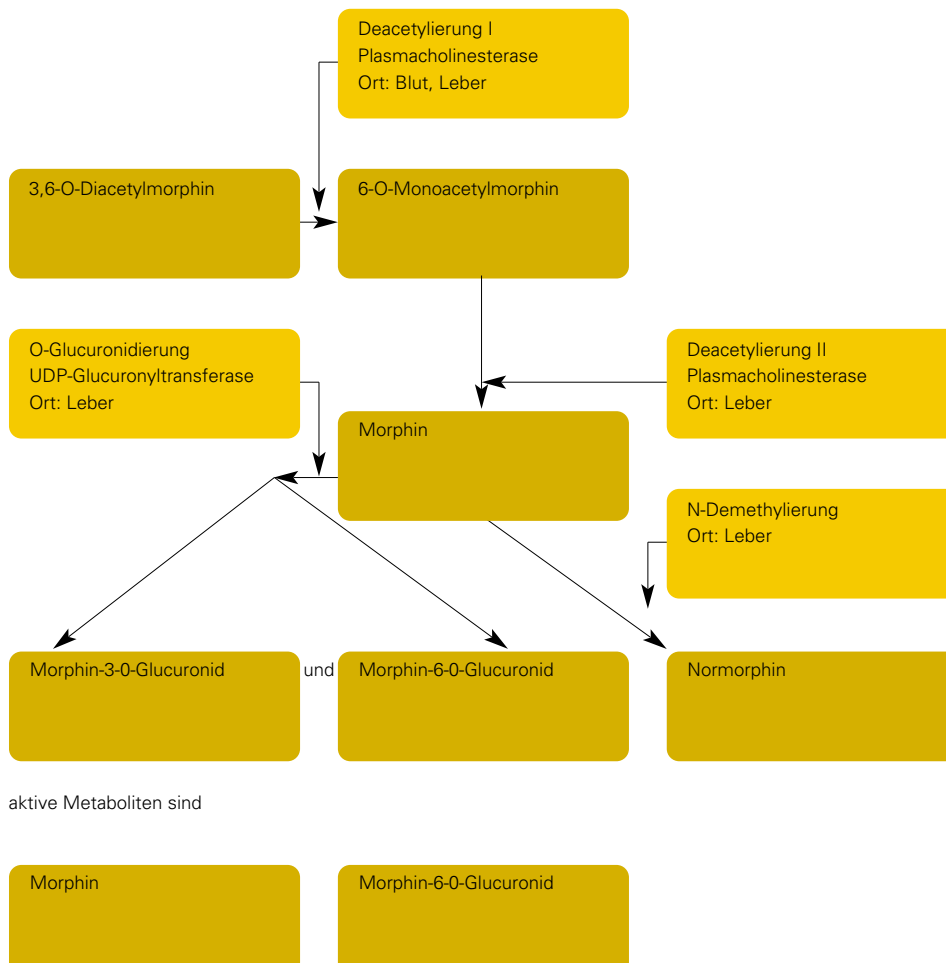 Deacetylierung I
Plasmacholinesterase
Ort: Blut, Leber
3,6-O-Diacetylmorphin
6-O-Monoacetylmorphin
O-Glucuronidierung
UDP-Glucuronyltransferase
Ort: Leber
Deacetylierung II
Plasmacholinesterase
Ort: Leber
Morphin
N-Demethylierung
Ort: Leber
Morphin-3-0-Glucuronid
und
Morphin-6-0-Glucuronid
Normorphin
aktive Metaboliten sind
Morphin
Morphin-6-0-Glucuronid